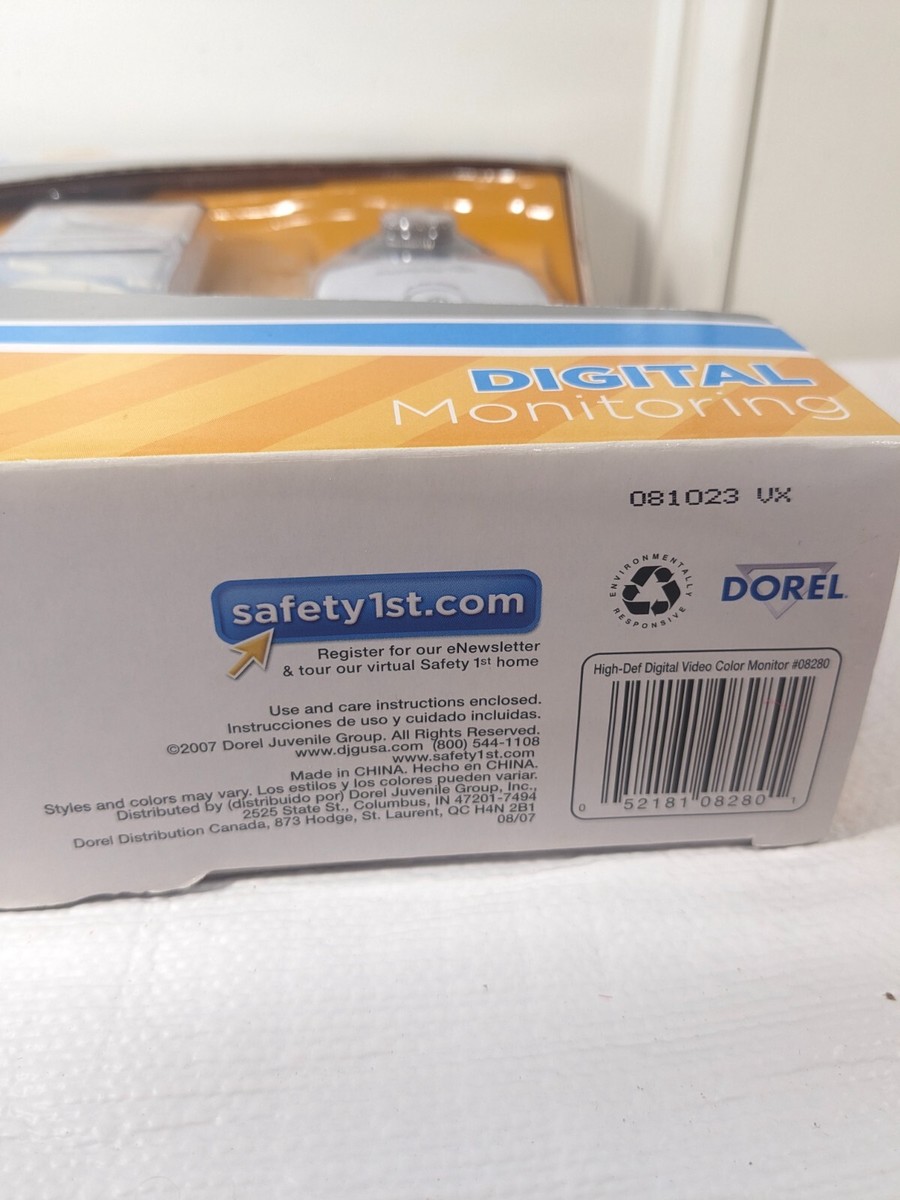 DIGITAL
Monitoring
081023 VX
ENVIRONMENTALLY
RESPONSIVE
DOREL
safety1st.com
Register for our eNewsletter
& tour our virtual Safety 1st home
Use and care instructions enclosed.
Instrucciones de uso y cuidado incluidas.
©2007 Dorel Juvenile Group. All Rights Reserved.
www.djgusa.com (800) 544-1108
www.safety1st.com
Made in CHINA. Hecho en CHINA.
Styles and colors may vary. Los estilos y los colores pueden variar.
Distributed by (distribuido por) Dorel Juvenile Group, Inc.,
2525 State St., Columbus, IN 47201-7494
Dorel Distribution Canada, 873 Hodge, St. Laurent, QC H4N 2B1
08/07
High-Def Digital Video Color Monitor #08280
0 52181 08280 1